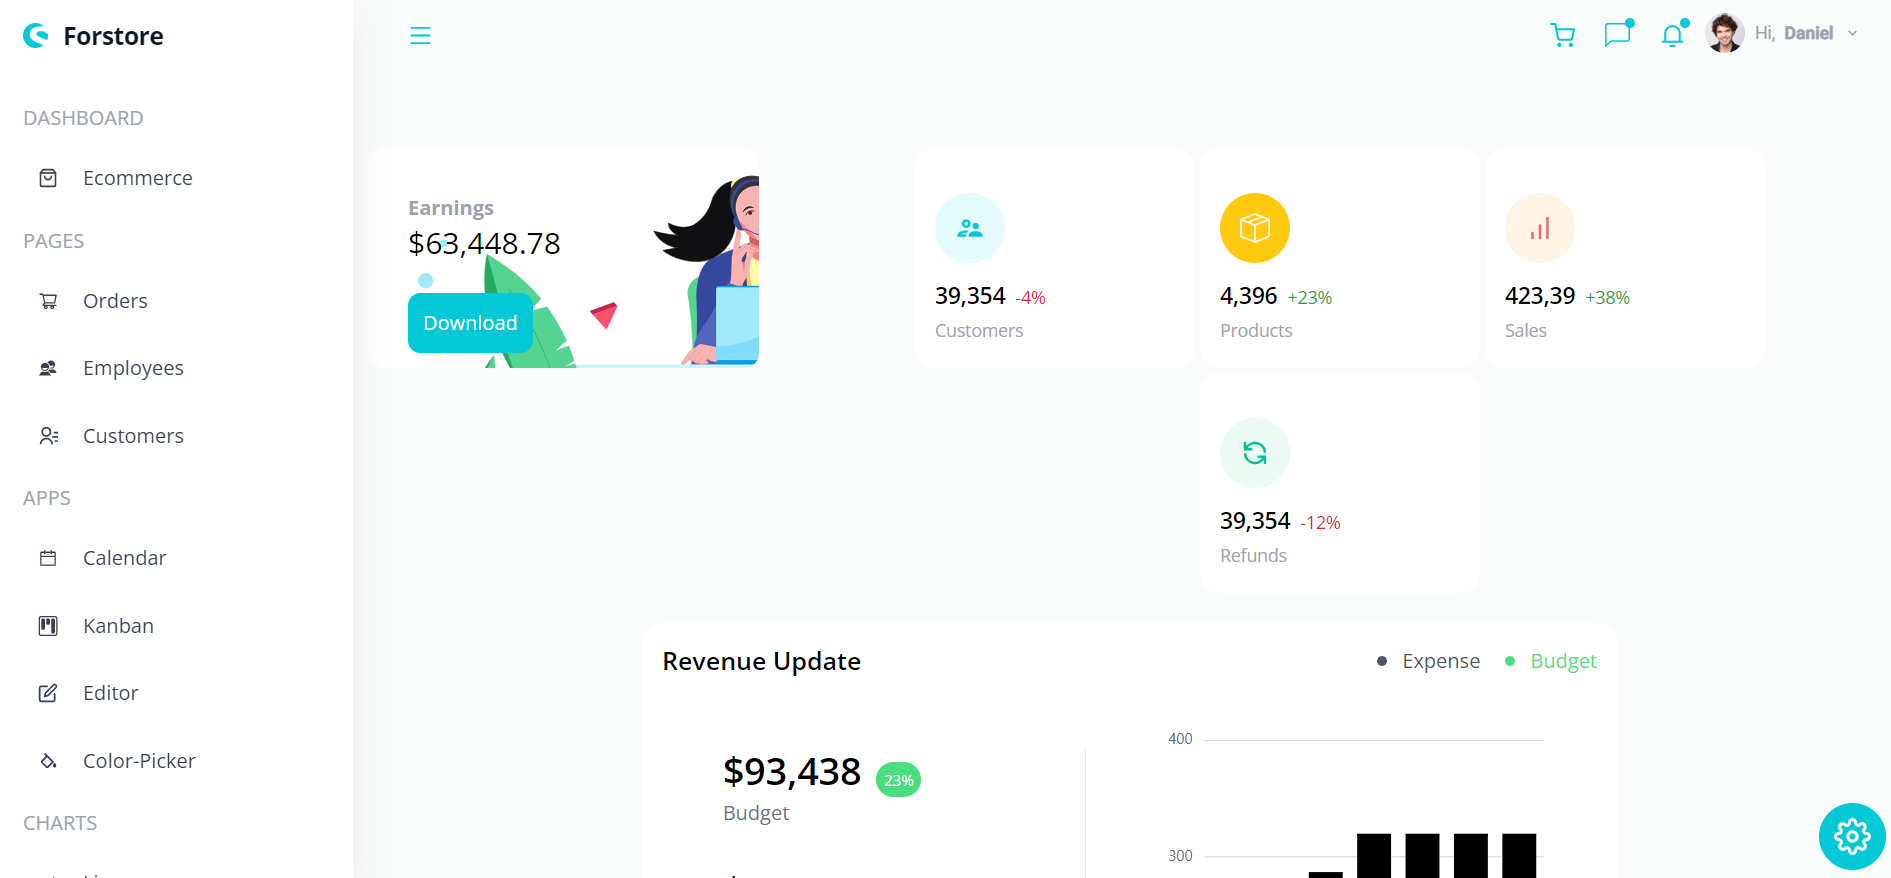 Forstore
Hi, Daniel
DASHBOARD
Ecommerce
PAGES
Orders
Employees
Customers
APPS
Calendar
Kanban
Editor
Color-Picker
CHARTS
Earnings
$63,448.78
Download
39,354 -4%
Customers
4,396 +23%
Products
423,39 +38%
Sales
39,354 -12%
Refunds
Revenue Update
Expense
Budget
$93,438 23%
Budget
400
300